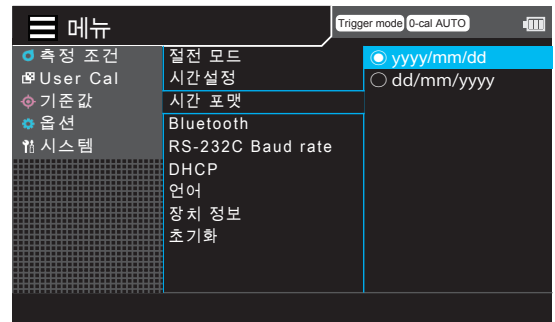 메뉴
Trigger mode 0-cal AUTO
측정 조건
User Cal
기준값
옵션
시스템
절전 모드
시간설정
시간 포맷
Bluetooth
RS-232C Baud rate
DHCP
언어
장치 정보
초기화
yyyy/mm/dd
dd/mm/yyyy